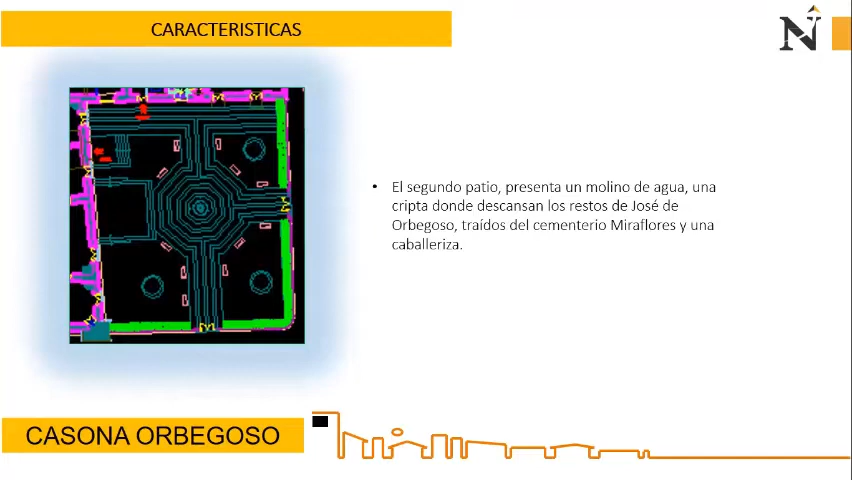 CARACTERISTICAS
N
• El segundo patio, presenta un molino de agua, una
cripta donde descansan los restos de José de
Orbegoso, traídos del cementerio Miraflores y una
caballeriza.
CASONA ORBEGOSO